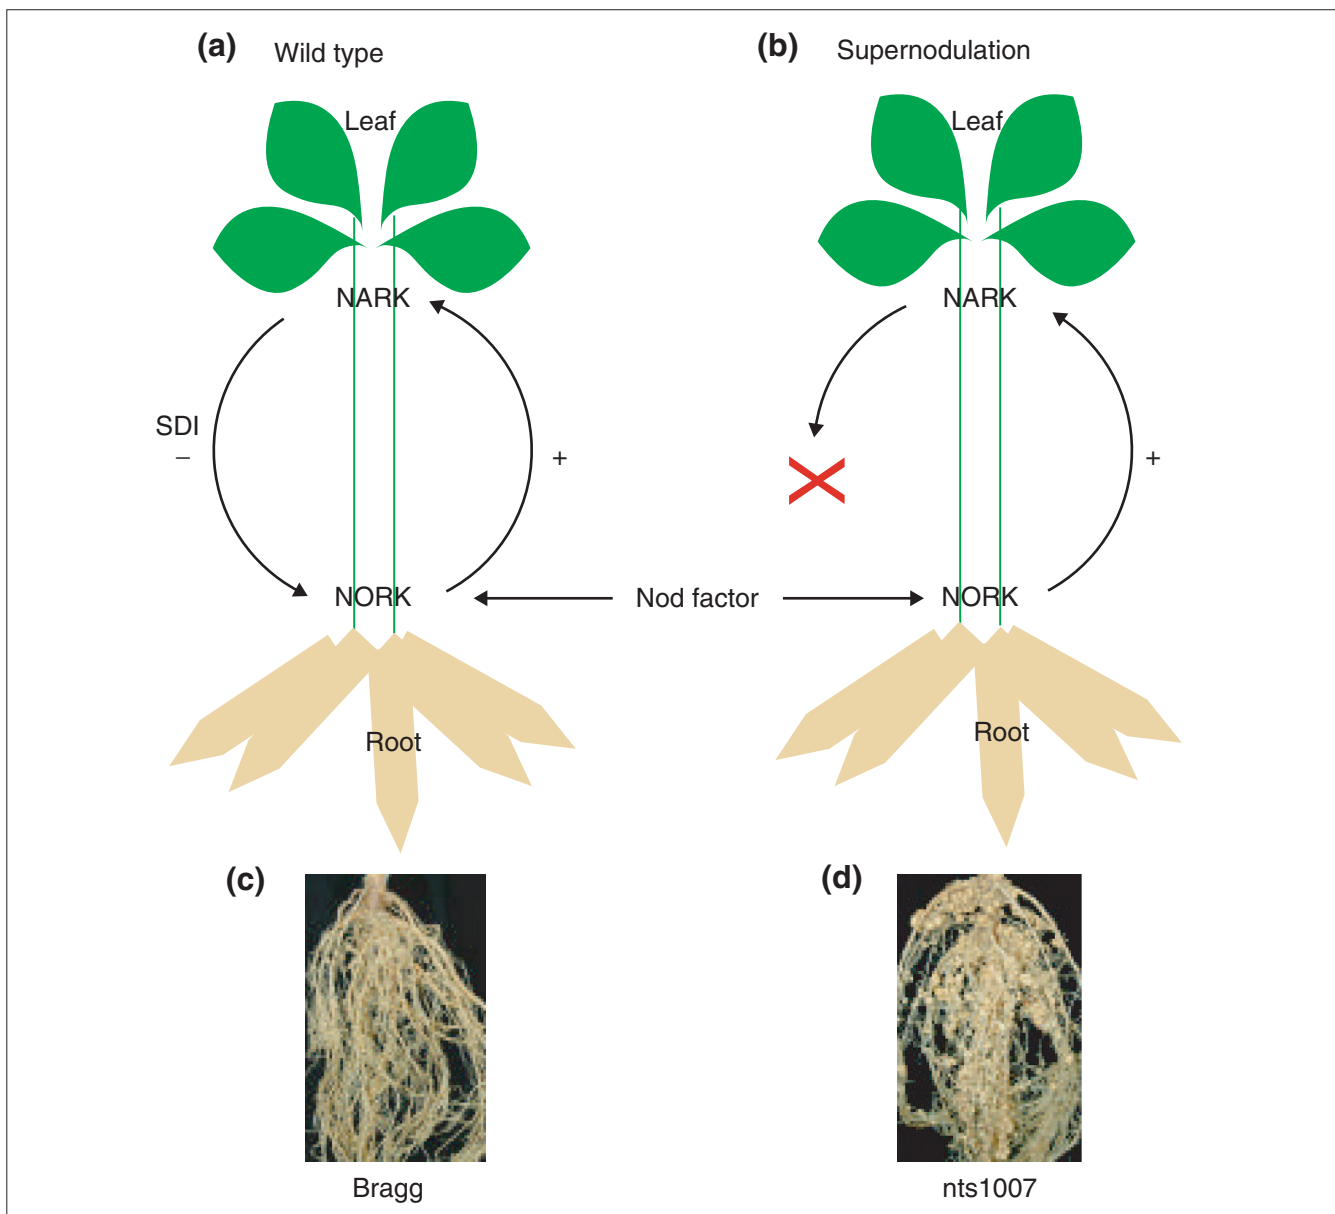 (a) Wild type
Leaf
NARK
SDI
–
+
NORK
Root
(b) Supernodulation
Leaf
NARK
+
NORK
Root
Nod factor
(c)
Bragg
(d)
nts1007